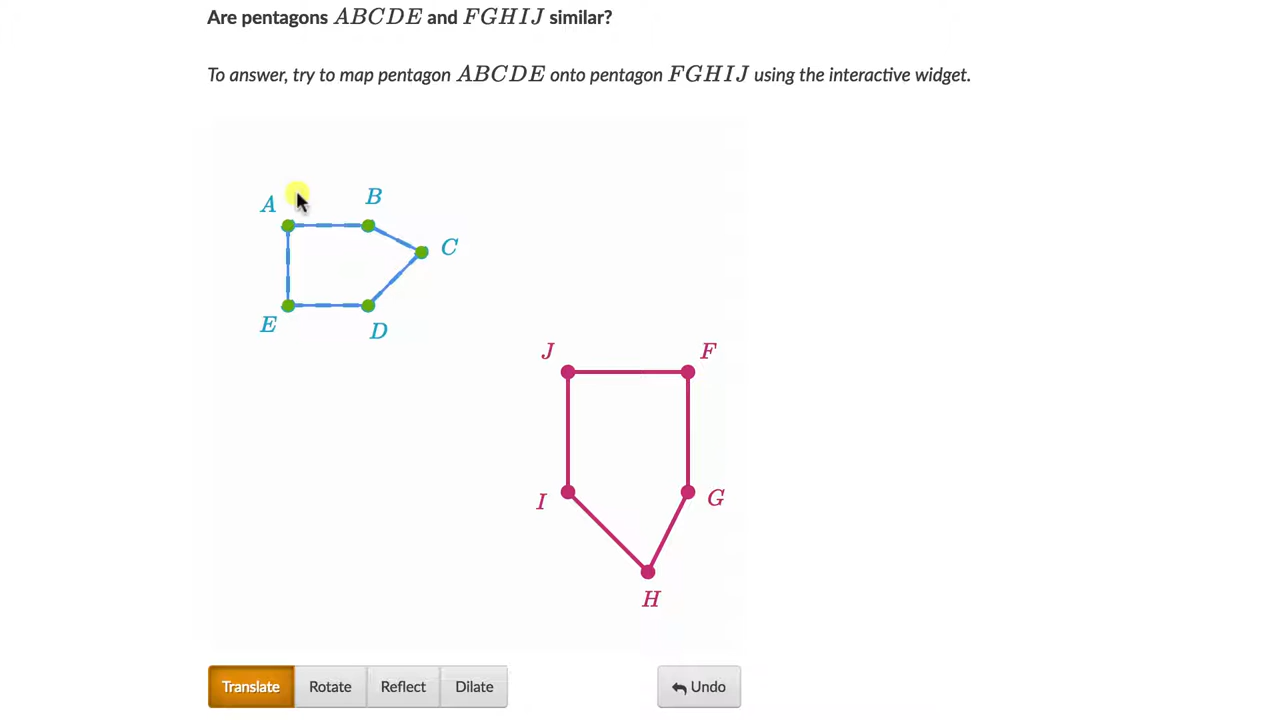 Are pentagons ABCDE and FGHIJ similar?
To answer, try to map pentagon ABCDE onto pentagon FGHIJ using the interactive widget.
A
B
C
E
D
J
F
I
G
H
Translate Rotate Reflect Dilate Undo